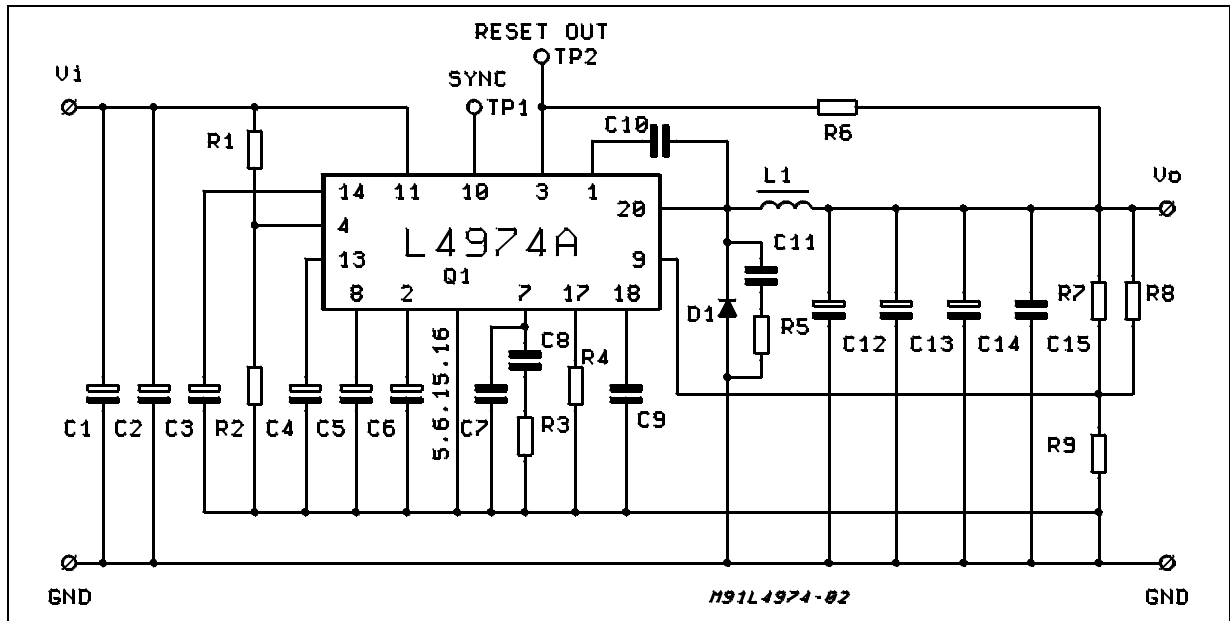 RESET OUT
TP2
Vi
SYNC
TP1
C10
R6
R1
L1
Vo
14
11
10
3
1
20
4
L4974A
C11
13
9
Q1
8
2
7
17
18
D1
R5
R7
R8
C8
R4
C12
C13
C14
C15
5.6.15.16
C1
C2
C3
R2
C4
C5
C6
C7
R3
C9
R9
GND
M91L4974-02
GND